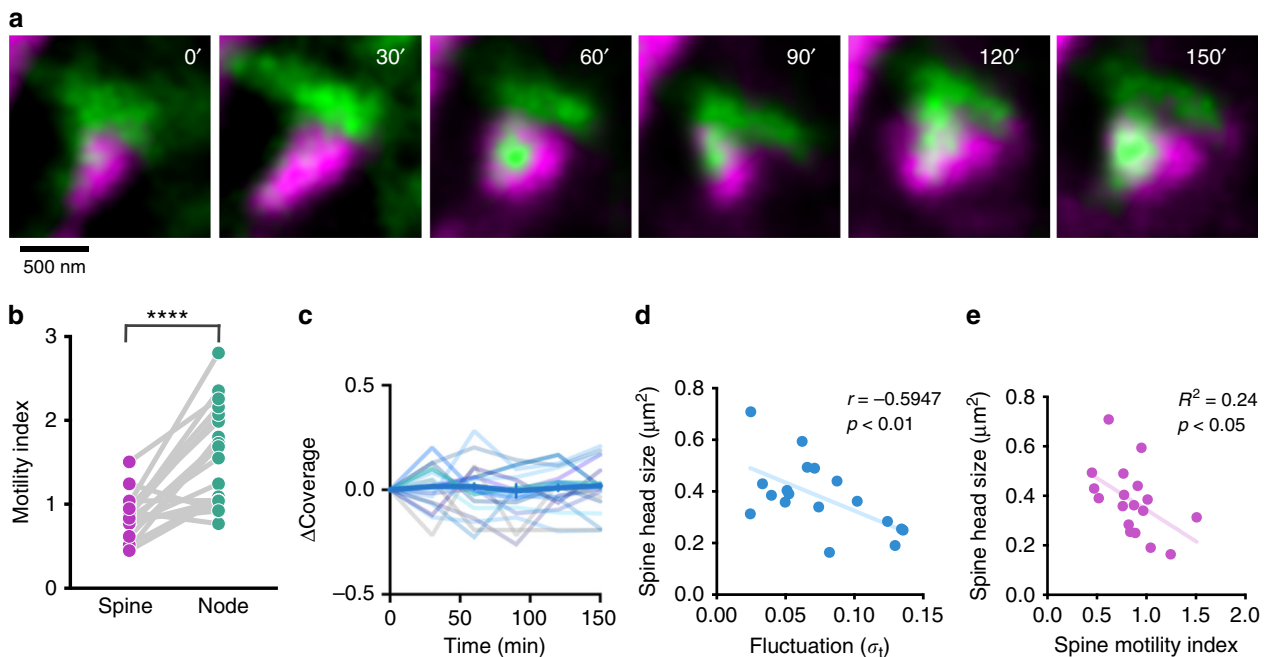 a
0′ 30′ 60′ 90′ 120′ 150′
500 nm
b
****
Motility index
3
2
1
0
Spine Node
c
ΔCoverage
0.5
0.0
−0.5
0 50 100 150
Time (min)
d
Spine head size (μm²)
0.8
0.6
0.4
0.2
0.0
r = −0.5947
p < 0.01
0.00 0.05 0.10 0.15
Fluctuation (σt)
e
Spine head size (μm²)
0.8
0.6
0.4
0.2
0.0
R² = 0.24
p < 0.05
0.0 0.5 1.0 1.5 2.0
Spine motility index